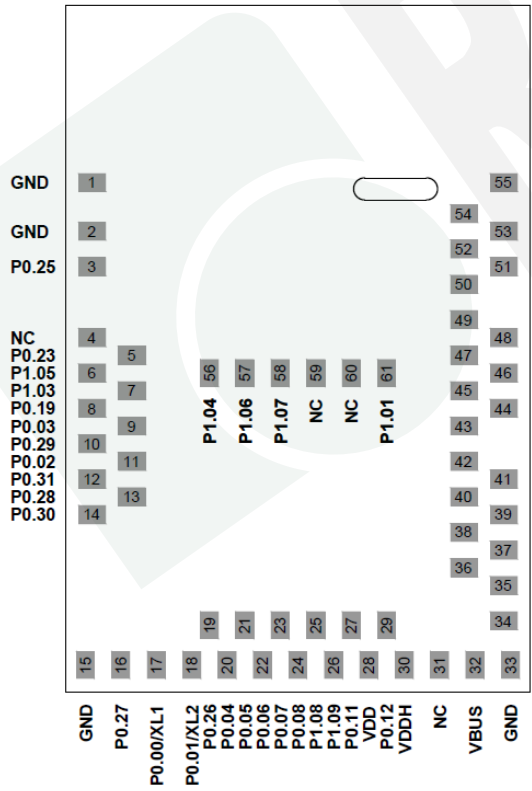 GND 1 55
54
GND 2 53
52
P0.25 3 51
50
49
NC 4 48
P0.23 5 47
P1.05 6 56 57 58 59 60 61 46
P1.03 7 45
P0.19 8 44
P0.03 9 43
P0.29 10
P0.02 11 42
P0.31 12 41
P0.28 13 40
P0.30 14 39
P1.04 P1.06 P1.07 NC NC P1.01
38
37
36
35
19 21 23 25 27 29 34
15 16 17 18 20 22 24 26 28 30 31 32 33
GND P0.27 P0.00/XL1 P0.01/XL2 P0.26 P0.04 P0.05 P0.06 P0.07 P0.08 P1.08 P1.09 P0.11 VDD P0.12 VDDH NC VBUS GND